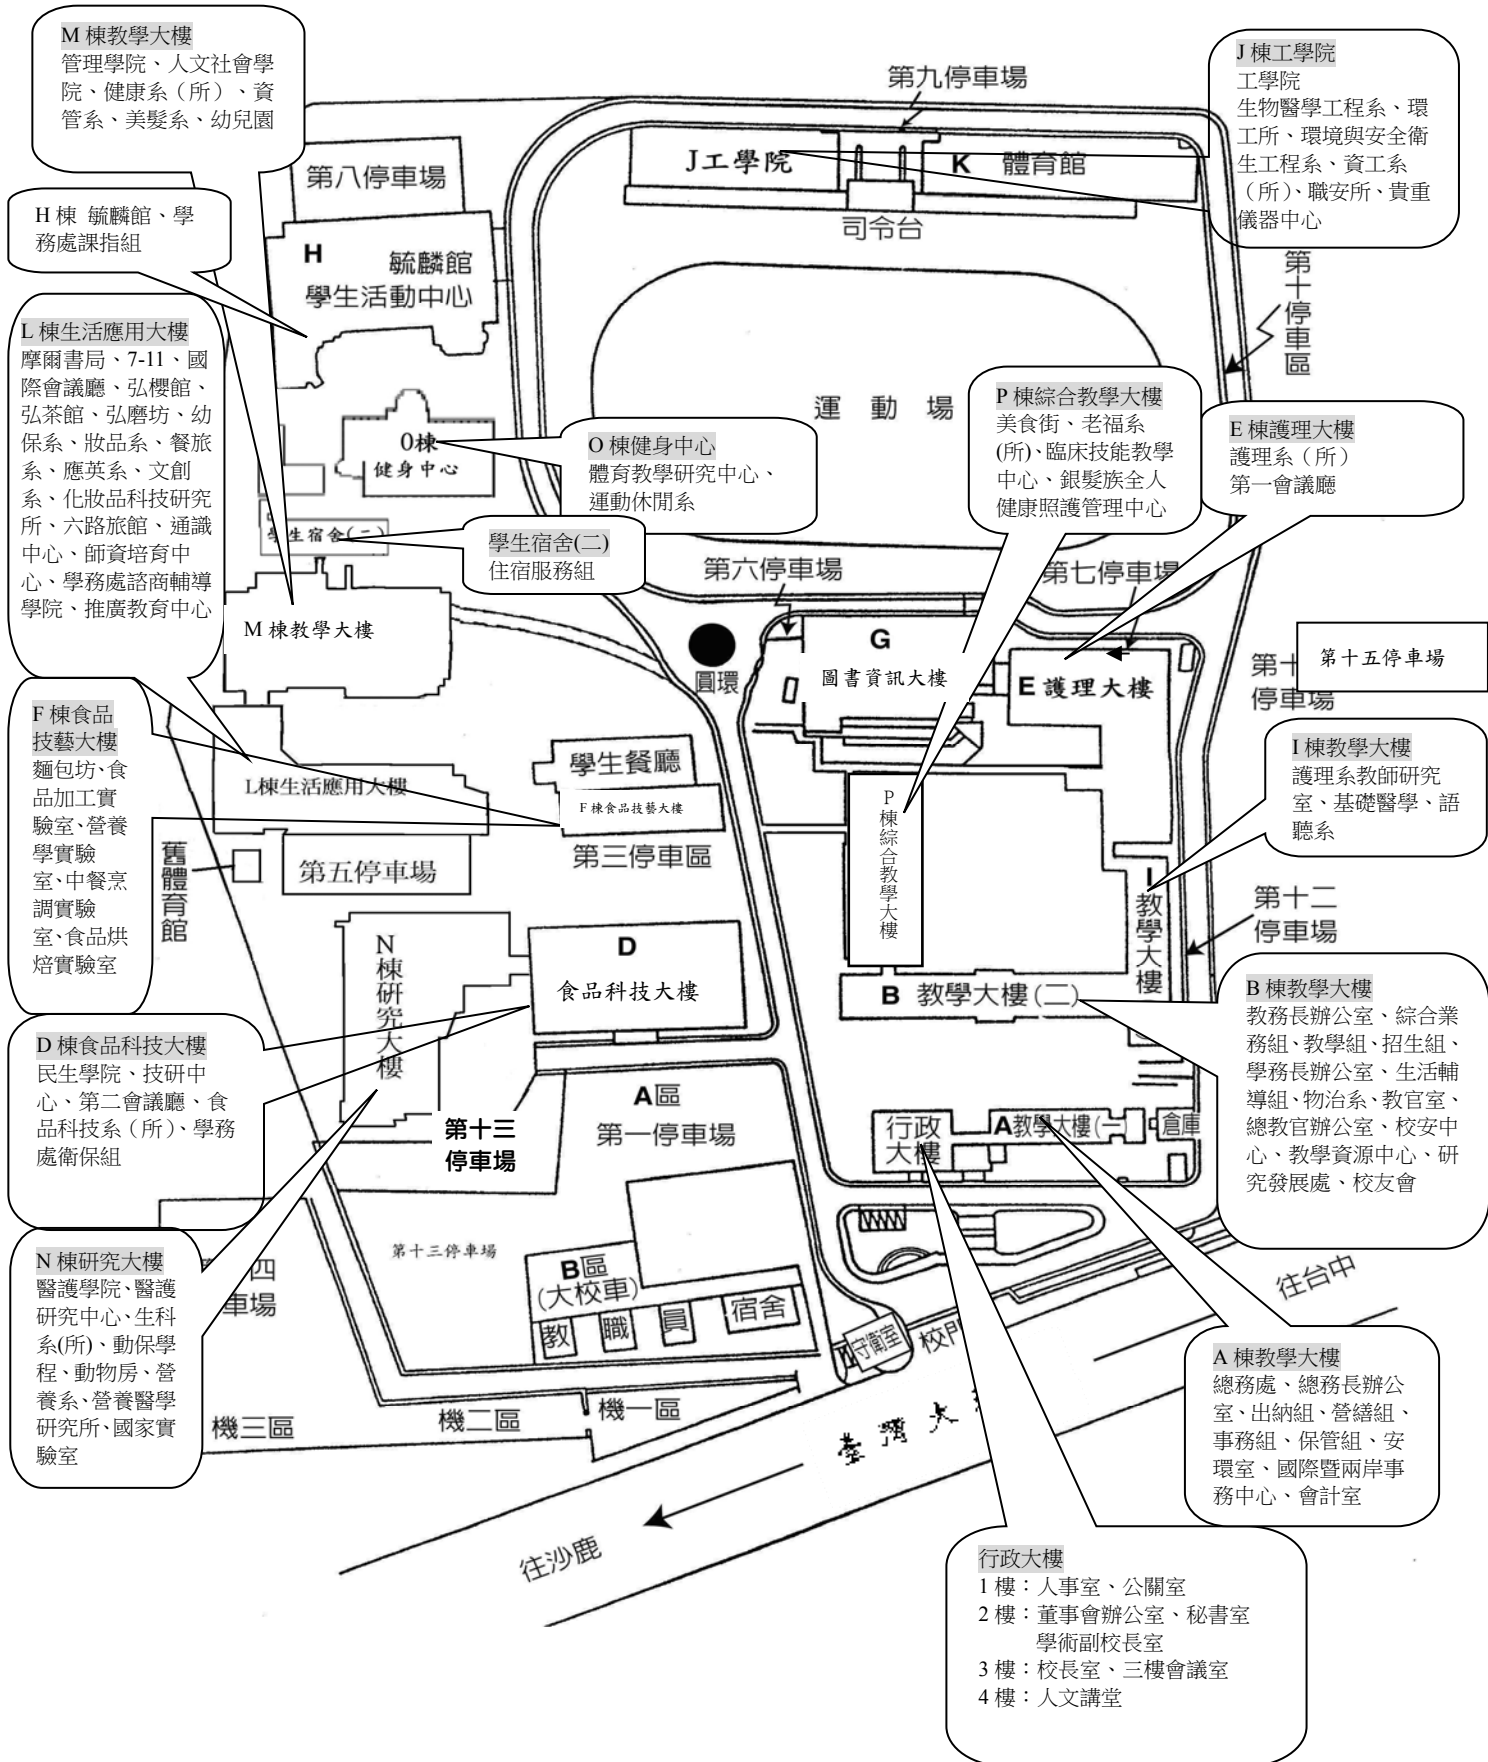 M 棟教學大樓
管理學院、人文社會學
院、健康系（所）、資
管系、美髮系、幼兒園
J 棟工學院
工學院
生物醫學工程系、環
工所、環境與安全衛
生工程系、資工系
（所）、職安所、貴重
儀器中心
第九停車場
J工學院
K 體育館
司令台
第八停車場
H 棟 毓麟館、學
務處課指組
H 毓麟館
學生活動中心
第十停車區
L 棟生活應用大樓
摩爾書局、7-11、國
際會議廳、弘櫻館、
弘茶館、弘磨坊、幼
保系、妝品系、餐旅
系、應英系、文創
系、化妝品科技研究
所、六路旅館、通識
中心、師資培育中
心、學務處諮商輔導
學院、推廣教育中心
運動場
P 棟綜合教學大樓
美食街、老福系
(所)、臨床技能教學
中心、銀髮族全人
健康照護管理中心
E 棟護理大樓
護理系（所）
第一會議廳
O棟
健身中心
O 棟健身中心
體育教學研究中心、
運動休閒系
學生宿舍(二)
學生宿舍(二)
住宿服務組
第六停車場
第七停車場
M 棟教學大樓
圓環
G
圖書資訊大樓
E 護理大樓
第十
停車場
第十五停車場
F 棟食品
技藝大樓
麵包坊、食
品加工實
驗室、營養
學實驗
室、中餐烹
調實驗
室、食品烘
焙實驗室
I 棟教學大樓
護理系教師研究
室、基礎醫學、語
聽系
學生餐廳
F 棟食品技藝大樓
L棟生活應用大樓
第三停車區
第五停車場
舊體育館
P棟綜合教學大樓
I教學大樓
第十二
停車場
N棟研究大樓
D
食品科技大樓
B 教學大樓(二)
B 棟教學大樓
教務長辦公室、綜合業
務組、教學組、招生組、
學務長辦公室、生活輔
導組、物治系、教官室、
總教官辦公室、校安中
心、教學資源中心、研
究發展處、校友會
D 棟食品科技大樓
民生學院、技研中
心、第二會議廳、食
品科技系（所）、學務
處衛保組
A區
第一停車場
第十三
停車場
行政
大樓
A教學大樓(一)
倉庫
N 棟研究大樓
醫護學院、醫護
研究中心、生科
系(所)、動保學
程、動物房、營
養系、營養醫學
研究所、國家實
驗室
四
車場
第十三停車場
B區
(大校車)
教 職 員 宿舍
守衛室
校門
往台中
A 棟教學大樓
總務處、總務長辦公
室、出納組、營繕組、
事務組、保管組、安
環室、國際暨兩岸事
務中心、會計室
機三區
機二區
機一區
臺灣大
往沙鹿
行政大樓
1 樓：人事室、公關室
2 樓：董事會辦公室、秘書室
學術副校長室
3 樓：校長室、三樓會議室
4 樓：人文講堂